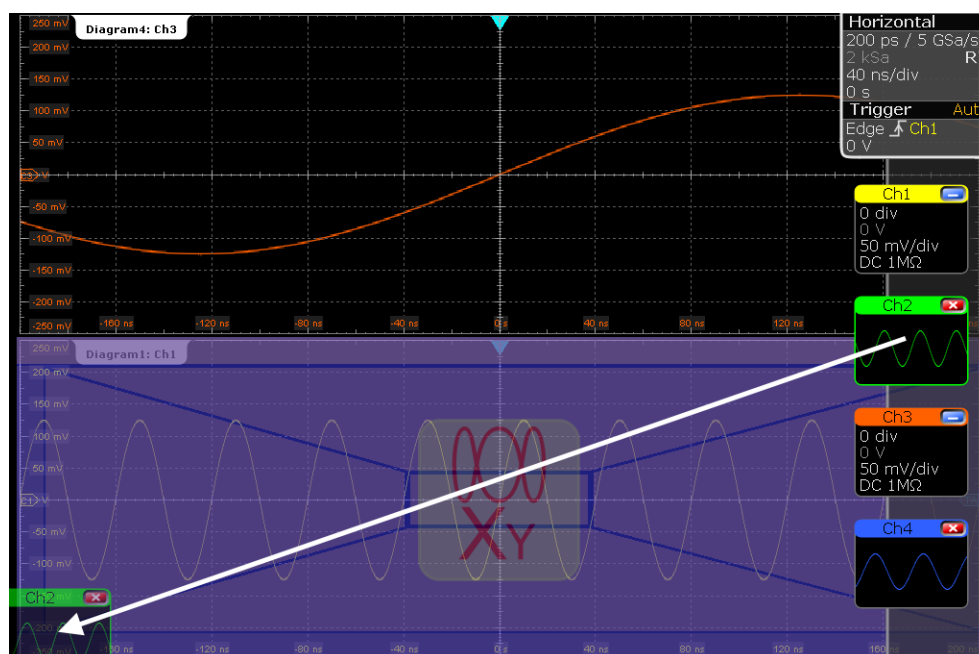 250 mV
Diagram4: Ch3
200 mV
150 mV
50 mV
C3
V
-50 mV
-100 mV
-150 mV
-200 mV
-250 mV
-160 ns
-120 ns
-80 ns
-40 ns
0 s
40 ns
80 ns
120 ns
Horizontal
200 ps / 5 GSa/s
2 kSa R
40 ns/div
0 s
Trigger Aut
Edge Ch1
0 V
Ch1
0 div
0 V
50 mV/div
DC 1MΩ
Ch2
Ch3
0 div
0 V
50 mV/div
DC 1MΩ
Ch4
250 mV
Diagram1: Ch1
200 mV
150 mV
100 mV
50 mV
C1
V
-50 mV
-100 mV
XY
Ch2
-200 mV
-120 ns
-80 ns
-40 ns
0 s
40 ns
80 ns
120 ns
160
200 ns